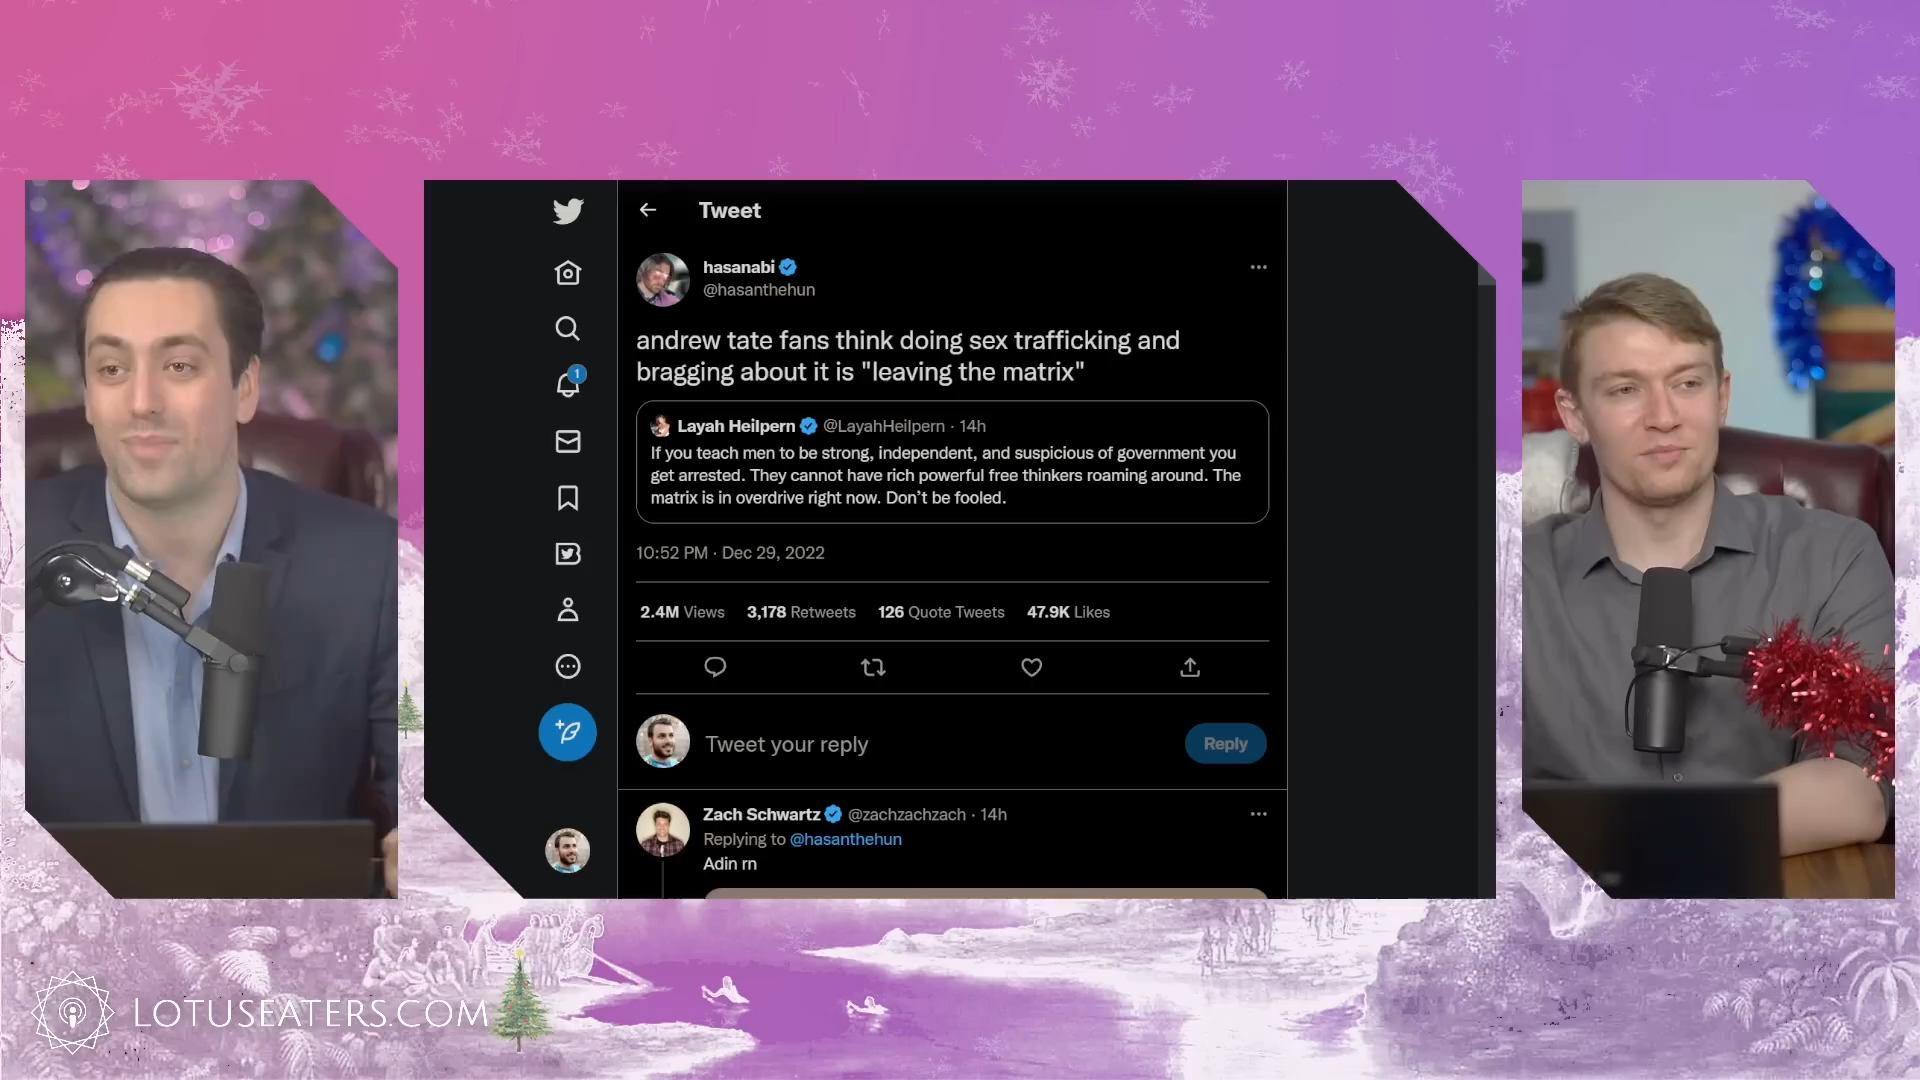 Tweet
hasanabi
@hasanthehun
andrew tate fans think doing sex trafficking and
bragging about it is "leaving the matrix"
Layah Heilpern @LayahHeilpern · 14h
If you teach men to be strong, independent, and suspicious of government you
get arrested. They cannot have rich powerful free thinkers roaming around. The
matrix is in overdrive right now. Don’t be fooled.
10:52 PM · Dec 29, 2022
2.4M Views 3,178 Retweets 126 Quote Tweets 47.9K Likes
1
Tweet your reply
Reply
Zach Schwartz @zachzachzach · 14h
Replying to @hasanthehun
Adin rn
LOTUSEATERS.COM